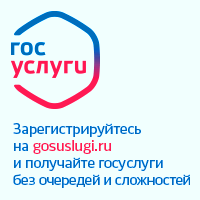 гос
услуги
Зарегистрируйтесь
на gosuslugi.ru
и получайте госуслуги
без очередей и сложностей